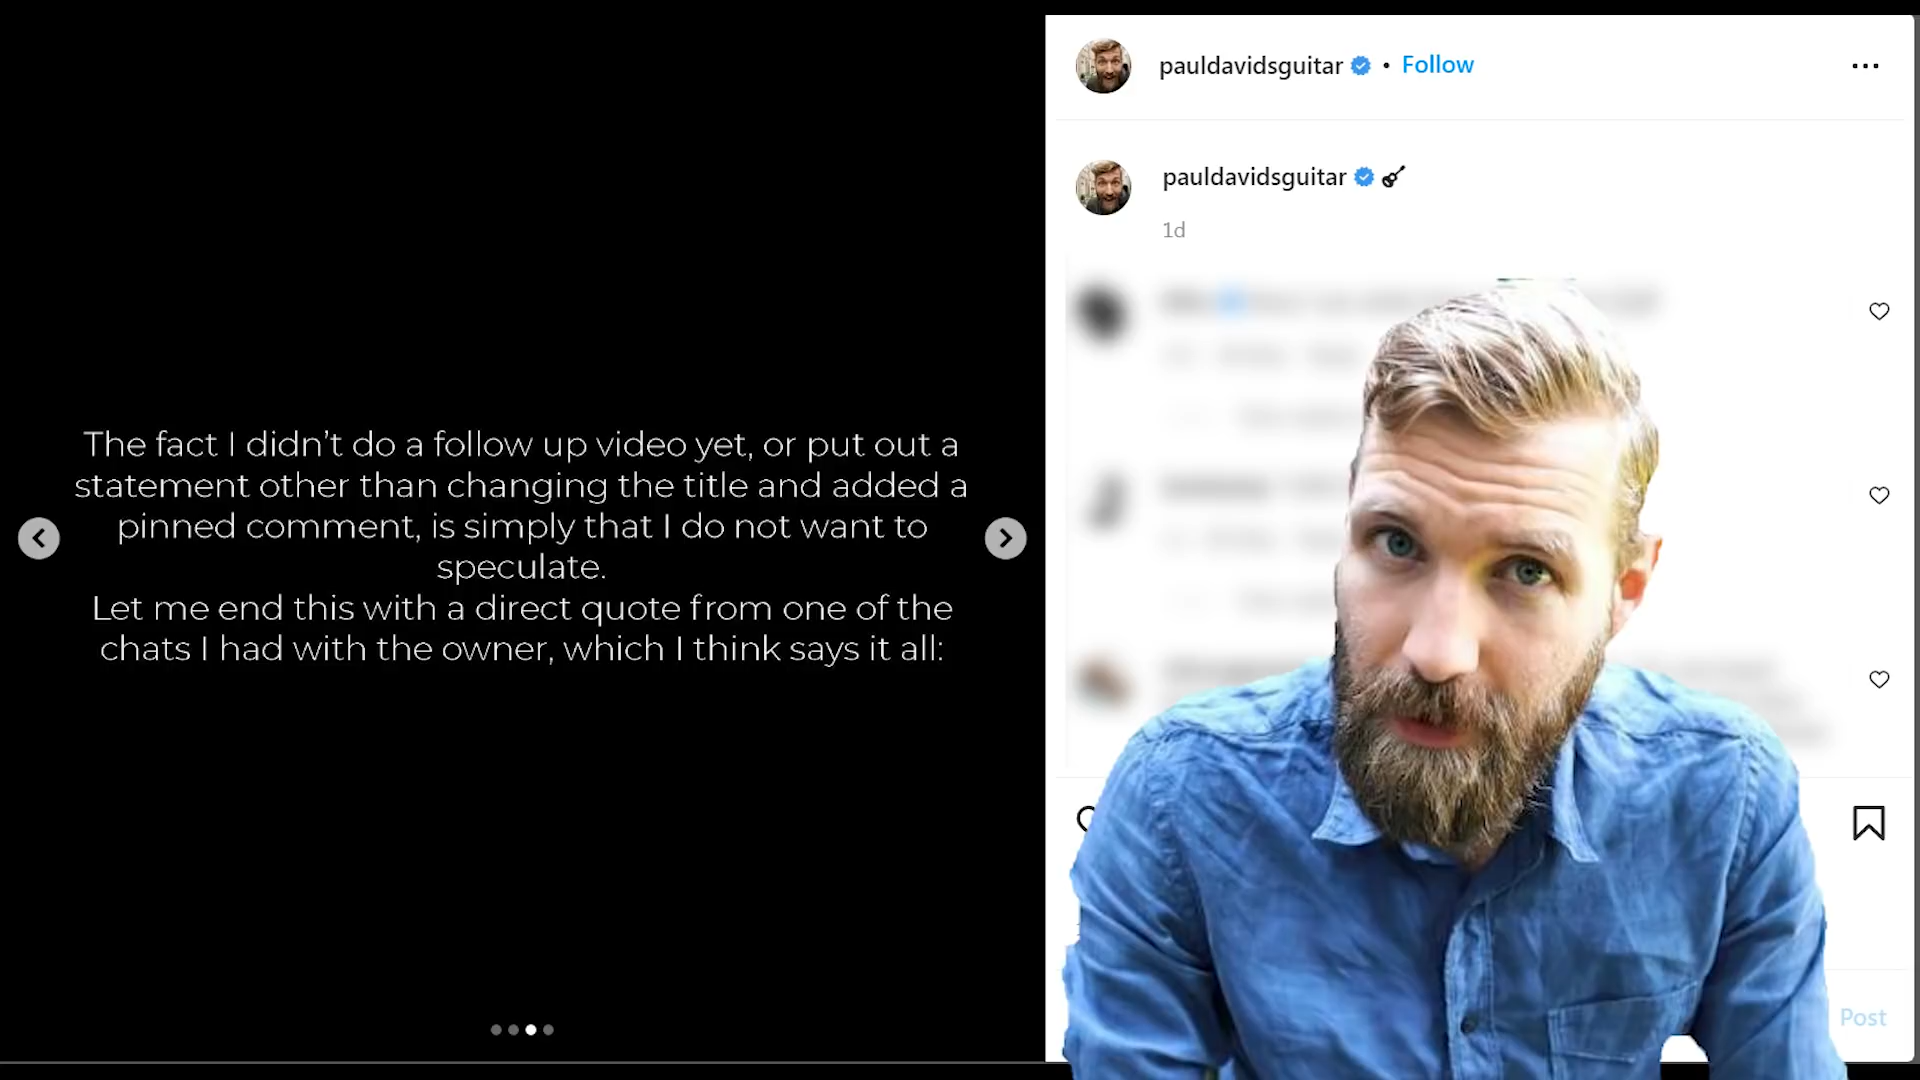 The fact I didn't do a follow up video yet, or put out a
statement other than changing the title and added a
pinned comment, is simply that I do not want to
speculate.
Let me end this with a direct quote from one of the
chats I had with the owner, which I think says it all:
pauldavidsguitar • Follow
pauldavidsguitar
1d
Post